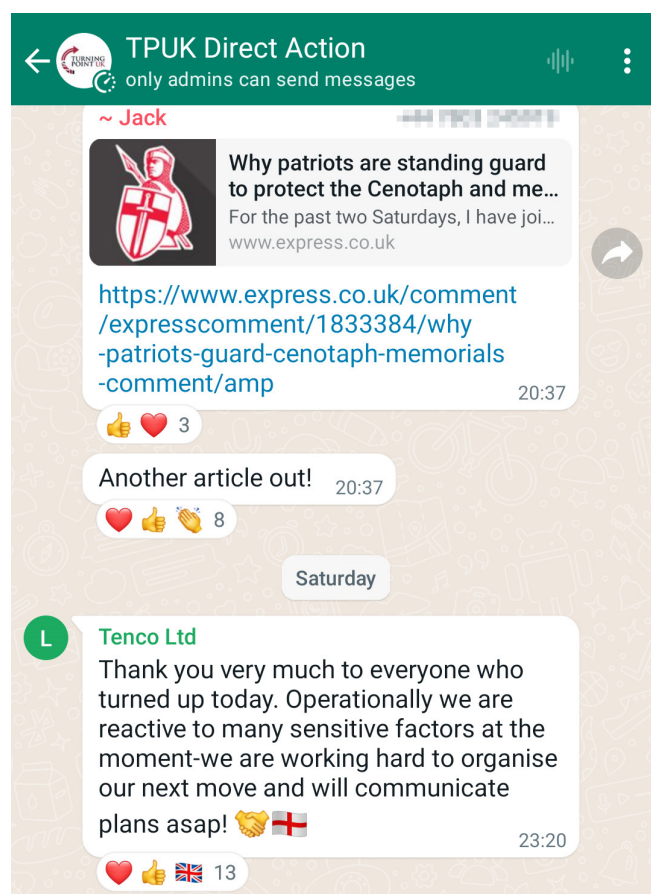 TPUK Direct Action
TURNING
POINT UK
only admins can send messages
~ Jack
Why patriots are standing guard
to protect the Cenotaph and me...
For the past two Saturdays, I have joi...
www.express.co.uk
https://www.express.co.uk/comment
/expresscomment/1833384/why
-patriots-guard-cenotaph-memorials
-comment/amp
20:37
3
Another article out! 20:37
8
Saturday
L
Tenco Ltd
Thank you very much to everyone who
turned up today. Operationally we are
reactive to many sensitive factors at the
moment-we are working hard to organise
our next move and will communicate
plans asap! 🤝🏴󠁧󠁢󠁥󠁮󠁧󠁿
23:20
13